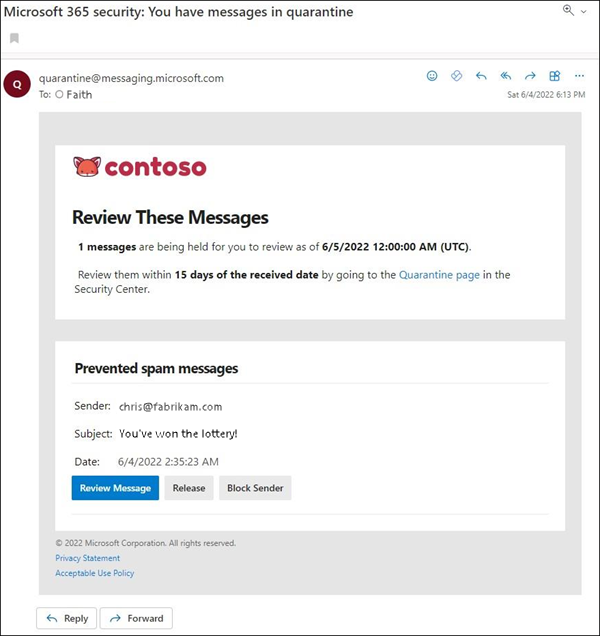 Microsoft 365 security: You have messages in quarantine
Q
quarantine@messaging.microsoft.com
To: Faith
Sat 6/4/2022 6:13 PM
contoso
Review These Messages
1 messages are being held for you to review as of 6/5/2022 12:00:00 AM (UTC).
Review them within 15 days of the received date by going to the Quarantine page in the
Security Center.
Prevented spam messages
Sender: chris@fabrikam.com
Subject: You've won the lottery!
Date: 6/4/2022 2:35:23 AM
Review Message Release Block Sender
© 2022 Microsoft Corporation. All rights reserved.
Privacy Statement
Acceptable Use Policy
Reply Forward